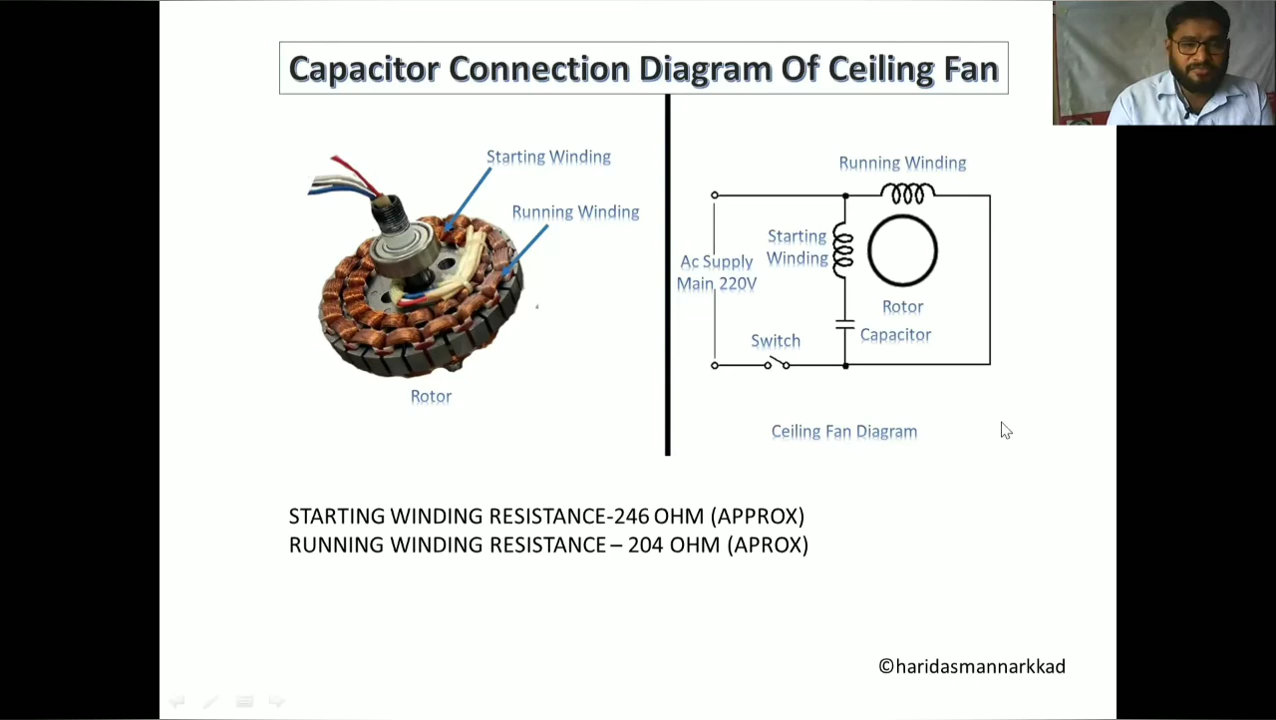 Capacitor Connection Diagram Of Ceiling Fan
Starting Winding
Running Winding
Rotor
Running Winding
Starting
Winding
Ac Supply
Main 220V
Rotor
Capacitor
Switch
Ceiling Fan Diagram
STARTING WINDING RESISTANCE-246 OHM (APPROX)
RUNNING WINDING RESISTANCE – 204 OHM (APROX)
©haridasmannarkkad